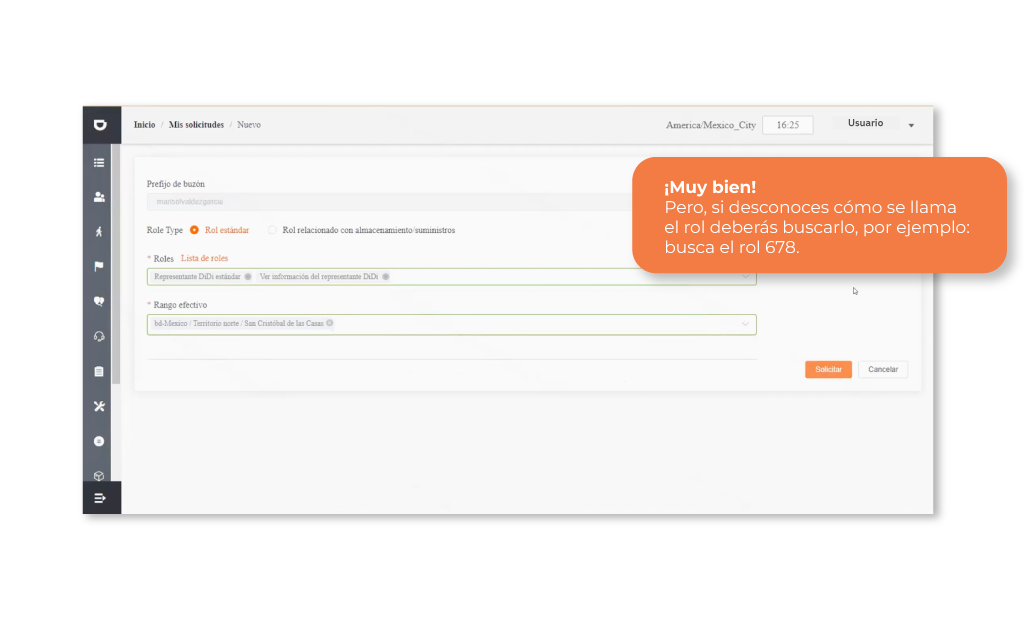 Inicio / Mis solicitudes / Nuevo
America/Mexico_City 16:25 Usuario
¡Muy bien!
Pero, si desconoces cómo se llama
el rol deberás buscarlo, por ejemplo:
busca el rol 678.
Prefijo de buzón
Role Type Rol estándar Rol relacionado con almacenamiento/suministros
* Roles Lista de roles
Representante DiDi estándar Ver información del representante DiDi
* Rango efectivo
bd-Mexico / Territorio norte / San Cristóbal de las Casas
Solicitar Cancelar